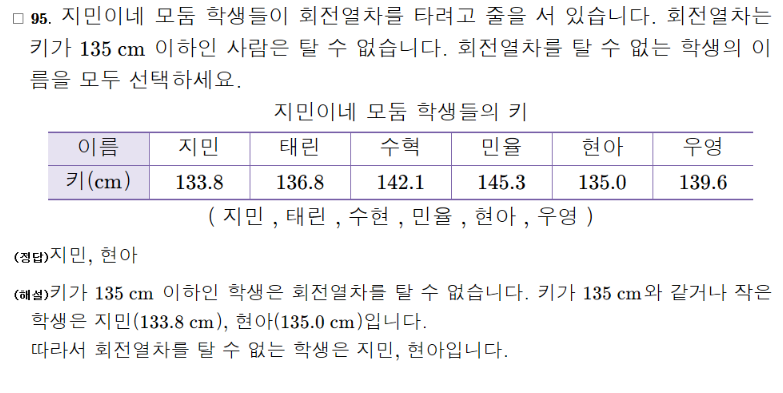 □ 95. 지민이네 모둠 학생들이 회전열차를 타려고 줄을 서 있습니다. 회전열차는
키가 135 cm 이하인 사람은 탈 수 없습니다. 회전열차를 탈 수 없는 학생의 이
름을 모두 선택하세요.
지민이네 모둠 학생들의 키
이름 지민 태린 수혁 민율 현아 우영
키(cm) 133.8 136.8 142.1 145.3 135.0 139.6
( 지민 , 태린 , 수현 , 민율 , 현아 , 우영 )
(정답)지민, 현아
(해설)키가 135 cm 이하인 학생은 회전열차를 탈 수 없습니다. 키가 135 cm와 같거나 작은
학생은 지민(133.8 cm), 현아(135.0 cm)입니다.
따라서 회전열차를 탈 수 없는 학생은 지민, 현아입니다.